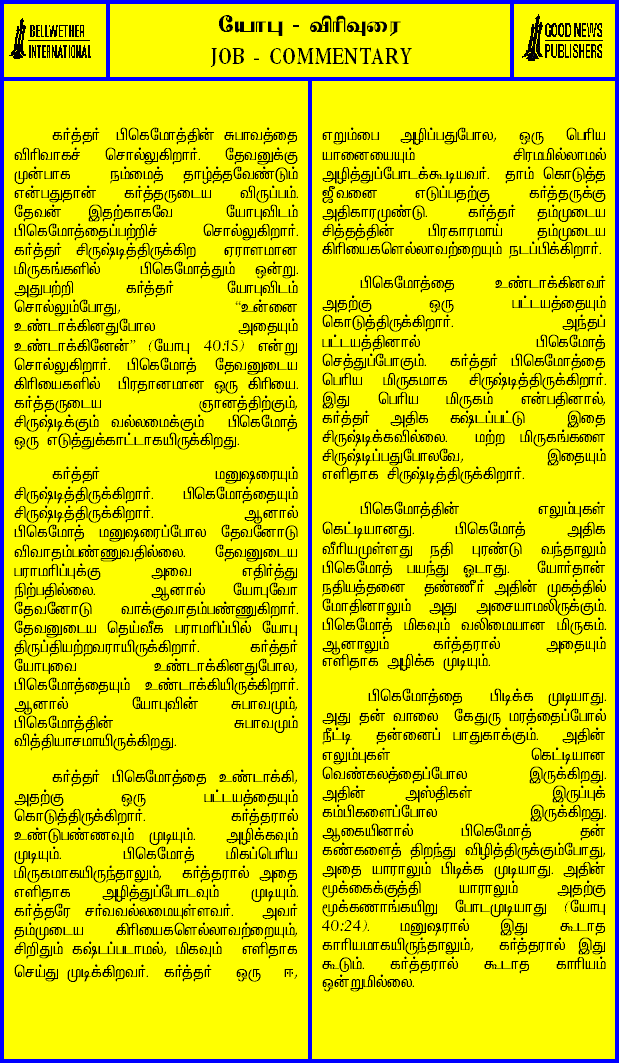 BELLWETHER
INTERNATIONAL
யோபு - விரிவுரை
JOB - COMMENTARY
GOOD NEWS
PUBLISHERS
கர்த்தர் பிகெமோத்தின் சுபாவத்தை
விரிவாகச் சொல்லுகிறார். தேவனுக்கு
முன்பாக நம்மைத் தாழ்த்தவேண்டும்
என்பதுதான் கர்த்தருடைய விருப்பம்.
தேவன் இதற்காகவே யோபுவிடம்
பிகெமோத்தைப்பற்றிச் சொல்லுகிறார்.
கர்த்தர் சிருஷ்டித்திருக்கிற ஏராளமான
மிருகங்களில் பிகெமோத்தும் ஒன்று.
அதுபற்றி கர்த்தர் யோபுவிடம்
சொல்லும்போது, “உன்னை
உண்டாக்கினதுபோல அதையும்
உண்டாக்கினேன்” (யோபு 40:15) என்று
சொல்லுகிறார். பிகெமோத் தேவனுடைய
கிரியைகளில் பிரதானமான ஒரு கிரியை.
கர்த்தருடைய ஞானத்திற்கும்,
சிருஷ்டிக்கும் வல்லமைக்கும் பிகெமோத்
ஒரு எடுத்துக்காட்டாகயிருக்கிறது.
கர்த்தர் மனுஷரையும்
சிருஷ்டித்திருக்கிறார். பிகெமோத்தையும்
சிருஷ்டித்திருக்கிறார். ஆனால்
பிகெமோத் மனுஷரைப்போல தேவனோடு
விவாதம்பண்ணுவதில்லை. தேவனுடைய
பராமரிப்புக்கு அவை எதிர்த்து
நிற்பதில்லை. ஆனால் யோபுவோ
தேவனோடு வாக்குவாதம்பண்ணுகிறார்.
தேவனுடைய தெய்வீக பராமரிப்பில் யோபு
திருப்தியற்றவராயிருக்கிறார். கர்த்தர்
யோபுவை உண்டாக்கினதுபோல,
பிகெமோத்தையும் உண்டாக்கியிருக்கிறார்.
ஆனால் யோபுவின் சுபாவமும்,
பிகெமோத்தின் சுபாவமும்
வித்தியாசமாயிருக்கிறது.
கர்த்தர் பிகெமோத்தை உண்டாக்கி,
அதற்கு ஒரு பட்டயத்தையும்
கொடுத்திருக்கிறார். கர்த்தரால்
உண்டுபண்ணவும் முடியும். அழிக்கவும்
முடியும். பிகெமோத் மிகப்பெரிய
மிருகமாகயிருந்தாலும், கர்த்தரால் அதை
எளிதாக அழித்துப்போடவும் முடியும்.
கர்த்தரே சர்வவல்லமையுள்ளவர். அவர்
தம்முடைய கிரியைகளெல்லாவற்றையும்,
சிறிதும் கஷ்டப்படாமல், மிகவும் எளிதாக
செய்து முடிக்கிறவர். கர்த்தர் ஒரு ஈ,
எறும்பை அழிப்பதுபோல, ஒரு பெரிய
யானையையும் சிரமமில்லாமல்
அழித்துப்போடக்கூடியவர். தாம் கொடுத்த
ஜீவனை எடுப்பதற்கு கர்த்தருக்கு
அதிகாரமுண்டு. கர்த்தர் தம்முடைய
சித்தத்தின் பிரகாரமாய் தம்முடைய
கிரியைகளெல்லாவற்றையும் நடப்பிக்கிறார்.
பிகெமோத்தை உண்டாக்கினவர்
அதற்கு ஒரு பட்டயத்தையும்
கொடுத்திருக்கிறார். அந்தப்
பட்டயத்தினால் பிகெமோத்
செத்துப்போகும். கர்த்தர் பிகெமோத்தை
பெரிய மிருகமாக சிருஷ்டித்திருக்கிறார்.
இது பெரிய மிருகம் என்பதினால்,
கர்த்தர் அதிக கஷ்டப்பட்டு இதை
சிருஷ்டிக்கவில்லை. மற்ற மிருகங்களை
சிருஷ்டிப்பதுபோலவே, இதையும்
எளிதாக சிருஷ்டித்திருக்கிறார்.
பிகெமோத்தின் எலும்புகள்
கெட்டியானது. பிகெமோத் அதிக
வீரியமுள்ளது நதி புரண்டு வந்தாலும்
பிகெமோத் பயந்து ஓடாது. யோர்தான்
நதியத்தனை தண்ணீர் அதின் முகத்தில்
மோதினாலும் அது அசையாமலிருக்கும்.
பிகெமோத் மிகவும் வலிமையான மிருகம்.
ஆனாலும் கர்த்தரால் அதையும்
எளிதாக அழிக்க முடியும்.
பிகெமோத்தை பிடிக்க முடியாது.
அது தன் வாலை கேதுரு மரத்தைப்போல்
நீட்டி தன்னைப் பாதுகாக்கும். அதின்
எலும்புகள் கெட்டியான
வெண்கலத்தைப்போல இருக்கிறது.
அதின் அஸ்திகள் இருப்புக்
கம்பிகளைப்போல இருக்கிறது.
ஆகையினால் பிகெமோத் தன்
கண்களைத் திறந்து விழித்திருக்கும்போது,
அதை யாராலும் பிடிக்க முடியாது. அதின்
மூக்கைக்குத்தி யாராலும் அதற்கு
மூக்கணாங்கயிறு போடமுடியாது (யோபு
40:24). மனுஷரால் இது கூடாத
காரியமாகயிருந்தாலும், கர்த்தரால் இது
கூடும். கர்த்தரால் கூடாத காரியம்
ஒன்றுமில்லை.